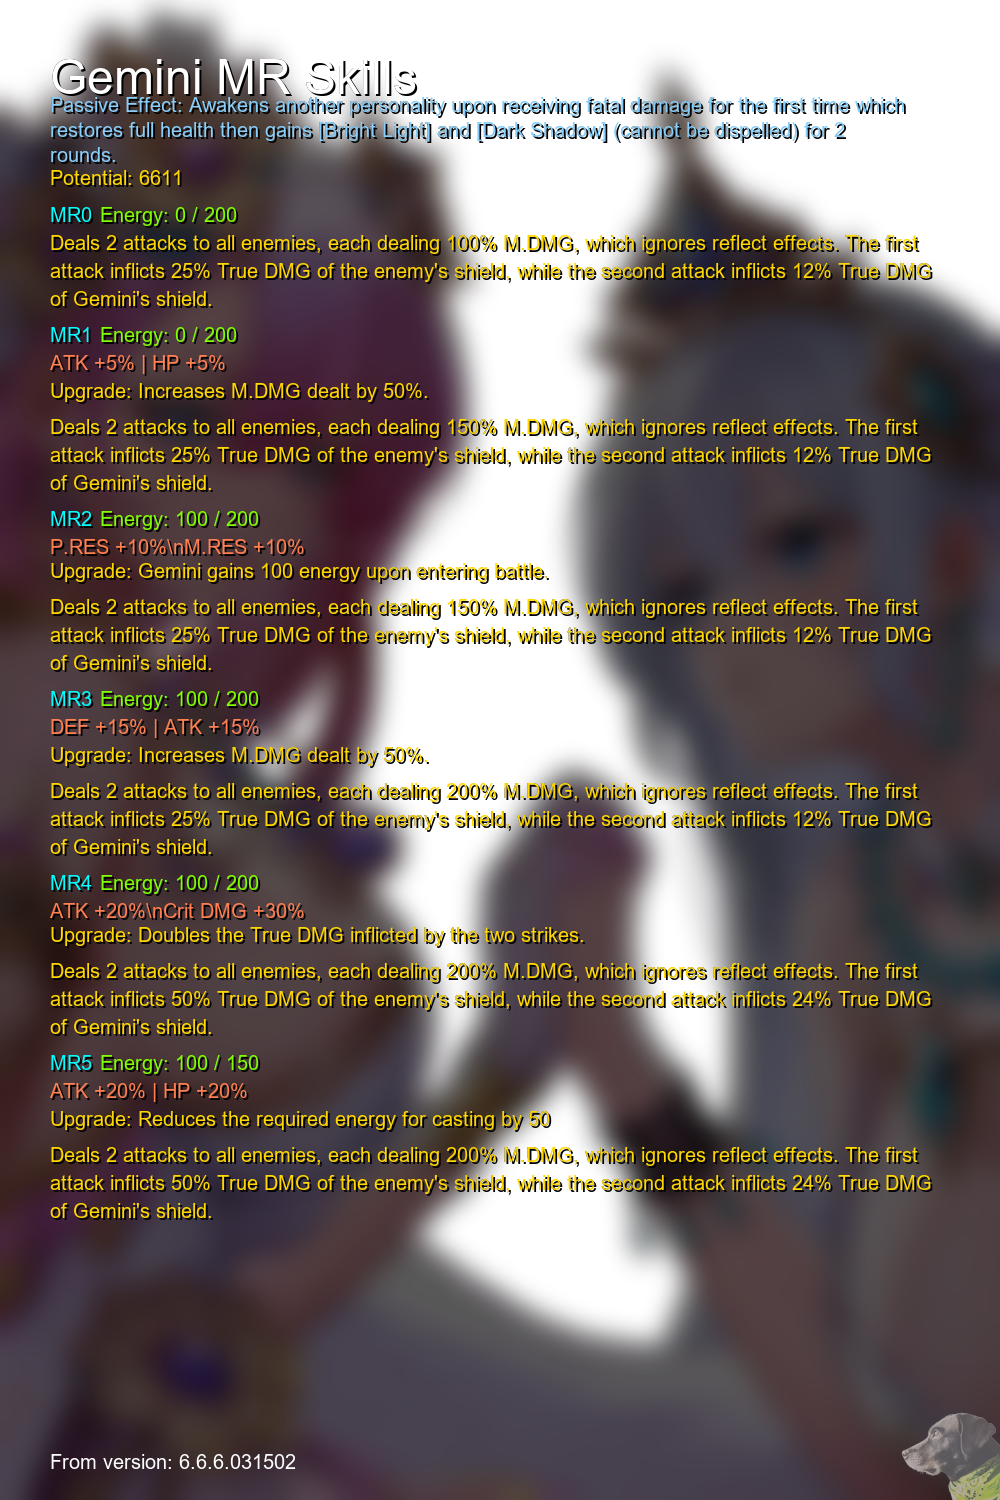 Gemini MR Skills
Passive Effect: Awakens another personality upon receiving fatal damage for the first time which
restores full health then gains [Bright Light] and [Dark Shadow] (cannot be dispelled) for 2
rounds.
Potential: 6611
MR0 Energy: 0 / 200
Deals 2 attacks to all enemies, each dealing 100% M.DMG, which ignores reflect effects. The first
attack inflicts 25% True DMG of the enemy's shield, while the second attack inflicts 12% True DMG
of Gemini's shield.
MR1 Energy: 0 / 200
ATK +5% | HP +5%
Upgrade: Increases M.DMG dealt by 50%.
Deals 2 attacks to all enemies, each dealing 150% M.DMG, which ignores reflect effects. The first
attack inflicts 25% True DMG of the enemy's shield, while the second attack inflicts 12% True DMG
of Gemini's shield.
MR2 Energy: 100 / 200
P.RES +10%\nM.RES +10%
Upgrade: Gemini gains 100 energy upon entering battle.
Deals 2 attacks to all enemies, each dealing 150% M.DMG, which ignores reflect effects. The first
attack inflicts 25% True DMG of the enemy's shield, while the second attack inflicts 12% True DMG
of Gemini's shield.
MR3 Energy: 100 / 200
DEF +15% | ATK +15%
Upgrade: Increases M.DMG dealt by 50%.
Deals 2 attacks to all enemies, each dealing 200% M.DMG, which ignores reflect effects. The first
attack inflicts 25% True DMG of the enemy's shield, while the second attack inflicts 12% True DMG
of Gemini's shield.
MR4 Energy: 100 / 200
ATK +20%\nCrit DMG +30%
Upgrade: Doubles the True DMG inflicted by the two strikes.
Deals 2 attacks to all enemies, each dealing 200% M.DMG, which ignores reflect effects. The first
attack inflicts 50% True DMG of the enemy's shield, while the second attack inflicts 24% True DMG
of Gemini's shield.
MR5 Energy: 100 / 150
ATK +20% | HP +20%
Upgrade: Reduces the required energy for casting by 50
Deals 2 attacks to all enemies, each dealing 200% M.DMG, which ignores reflect effects. The first
attack inflicts 50% True DMG of the enemy's shield, while the second attack inflicts 24% True DMG
of Gemini's shield.
From version: 6.6.6.031502